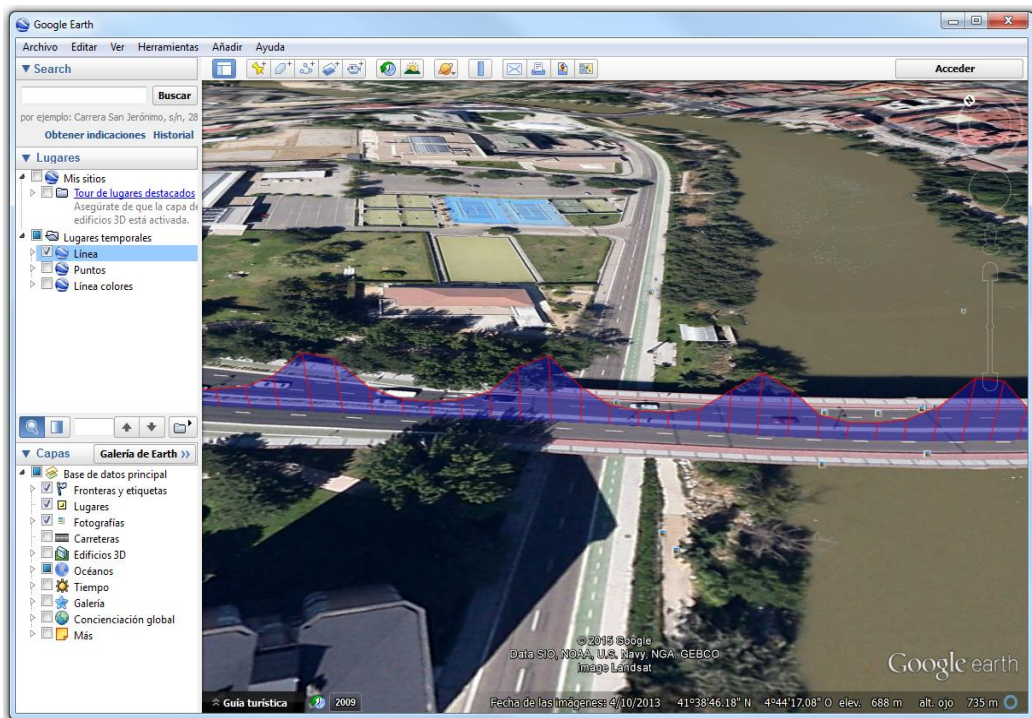 Google Earth
Archivo Editar Ver Herramientas Añadir Ayuda
Search
Buscar
por ejemplo: Carrera San Jerónimo, s/n, 28
Obtener indicaciones Historial
Lugares
Mis sitios
Tour de lugares destacados
Asegúrate de que la capa de
edificios 3D está activada.
Lugares temporales
Línea
Puntos
Línea colores
Capas Galería de Earth »
Base de datos principal
Fronteras y etiquetas
Lugares
Fotografías
Carreteras
Edificios 3D
Océanos
Tiempo
Galería
Concienciación global
Más
Acceder
N
© 2015 Google
Data SIO, NOAA, U.S. Navy, NGA, GEBCO
Image Landsat
Google earth
Guía turística 2009 Fecha de las imágenes: 4/10/2013 41°38'46.18" N 4°44'17.08" O elev. 688 m alt. ojo 735 m